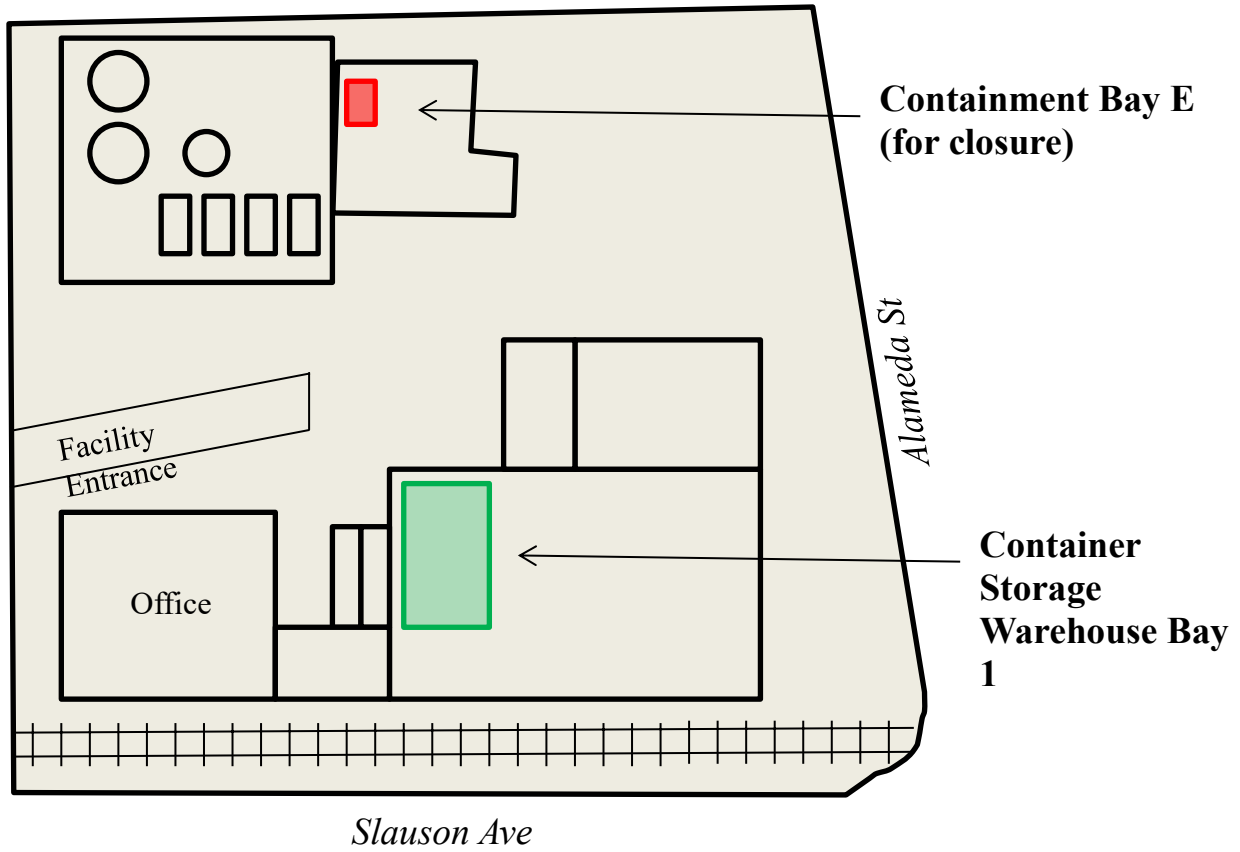 Containment Bay E
(for closure)
Alameda St
Facility
Entrance
Container
Storage
Warehouse Bay
1
Office
Slauson Ave